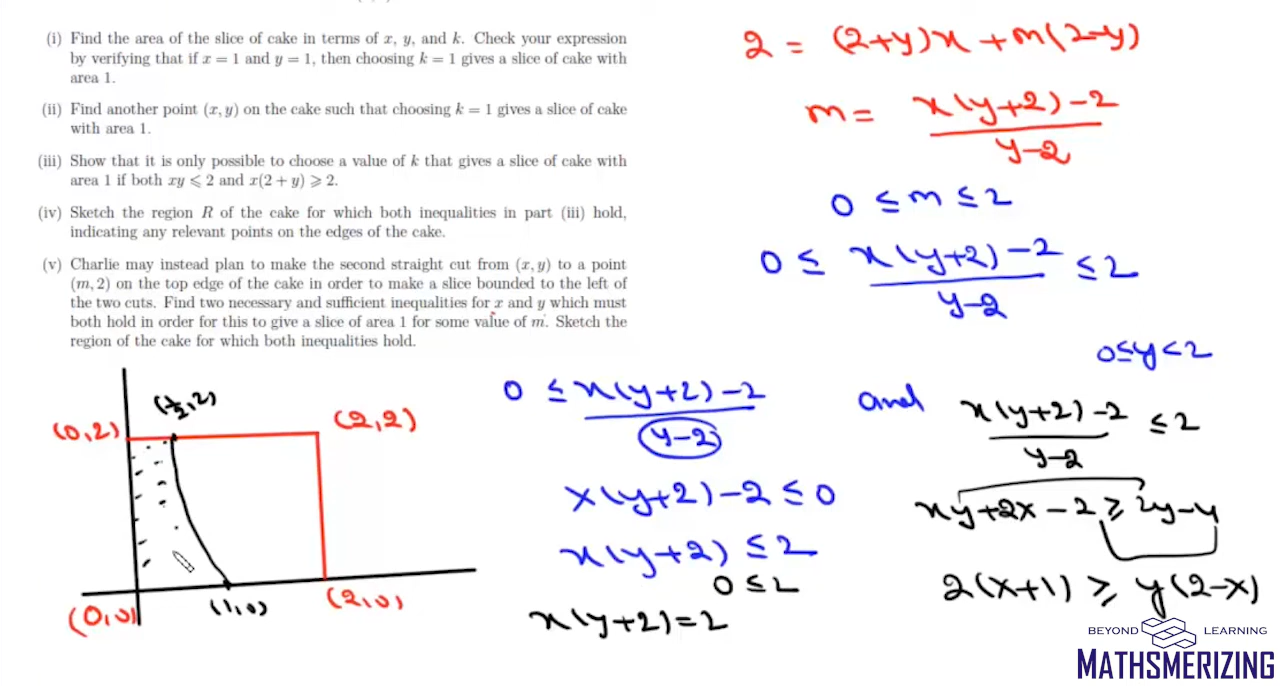 (i) Find the area of the slice of cake in terms of x, y, and k. Check your expression
by verifying that if x = 1 and y = 1, then choosing k = 1 gives a slice of cake with
area 1.
(ii) Find another point (x, y) on the cake such that choosing k = 1 gives a slice of cake
with area 1.
(iii) Show that it is only possible to choose a value of k that gives a slice of cake with
area 1 if both xy ⩽ 2 and x(2 + y) ⩾ 2.
(iv) Sketch the region R of the cake for which both inequalities in part (iii) hold,
indicating any relevant points on the edges of the cake.
(v) Charlie may instead plan to make the second straight cut from (x, y) to a point
(m, 2) on the top edge of the cake in order to make a slice bounded to the left of
the two cuts. Find two necessary and sufficient inequalities for x and y which must
both hold in order for this to give a slice of area 1 for some value of m. Sketch the
region of the cake for which both inequalities hold.
2 = (2+y)x + m(2-y)
m = x(y+2)-2 / y-2
0 ≤ m ≤ 2
0 ≤ x(y+2)-2 / y-2 ≤ 2
0≤y<2
0 ≤ x(y+2)-2 / y-2
and
x(y+2)-2 / y-2 ≤ 2
x(y+2)-2 ≤ 0
xy+2x-2 ≥ 2y-4
x(y+2) ≤ 2
0 ≤ 2
2(x+1) ≥ y(2-x)
x(y+2)=2
(0,2)
(1/2,2)
(2,2)
(0,0)
(1,0)
(2,0)
BEYOND LEARNING
MATHSMERIZING